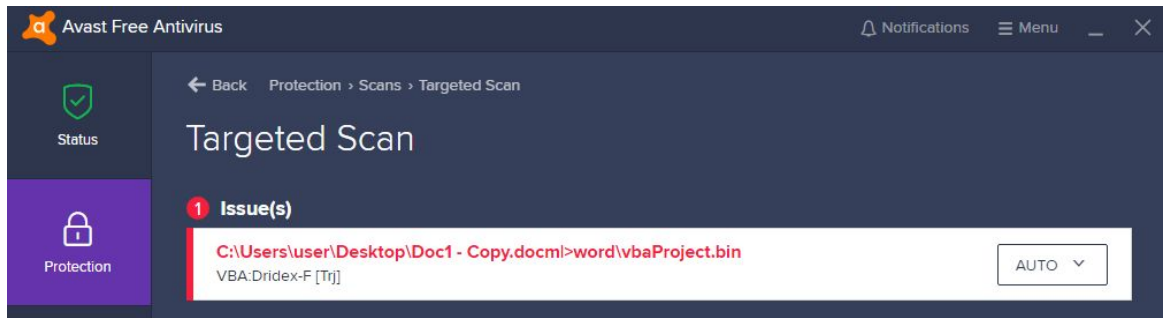 Avast Free Antivirus
Notifications
Menu
Back Protection › Scans › Targeted Scan
Status
Targeted Scan
1 Issue(s)
Protection
C:\Users\user\Desktop\Doc1 - Copy.docm|>word\vbaProject.bin
VBA:Dridex-F [Trj]
AUTO